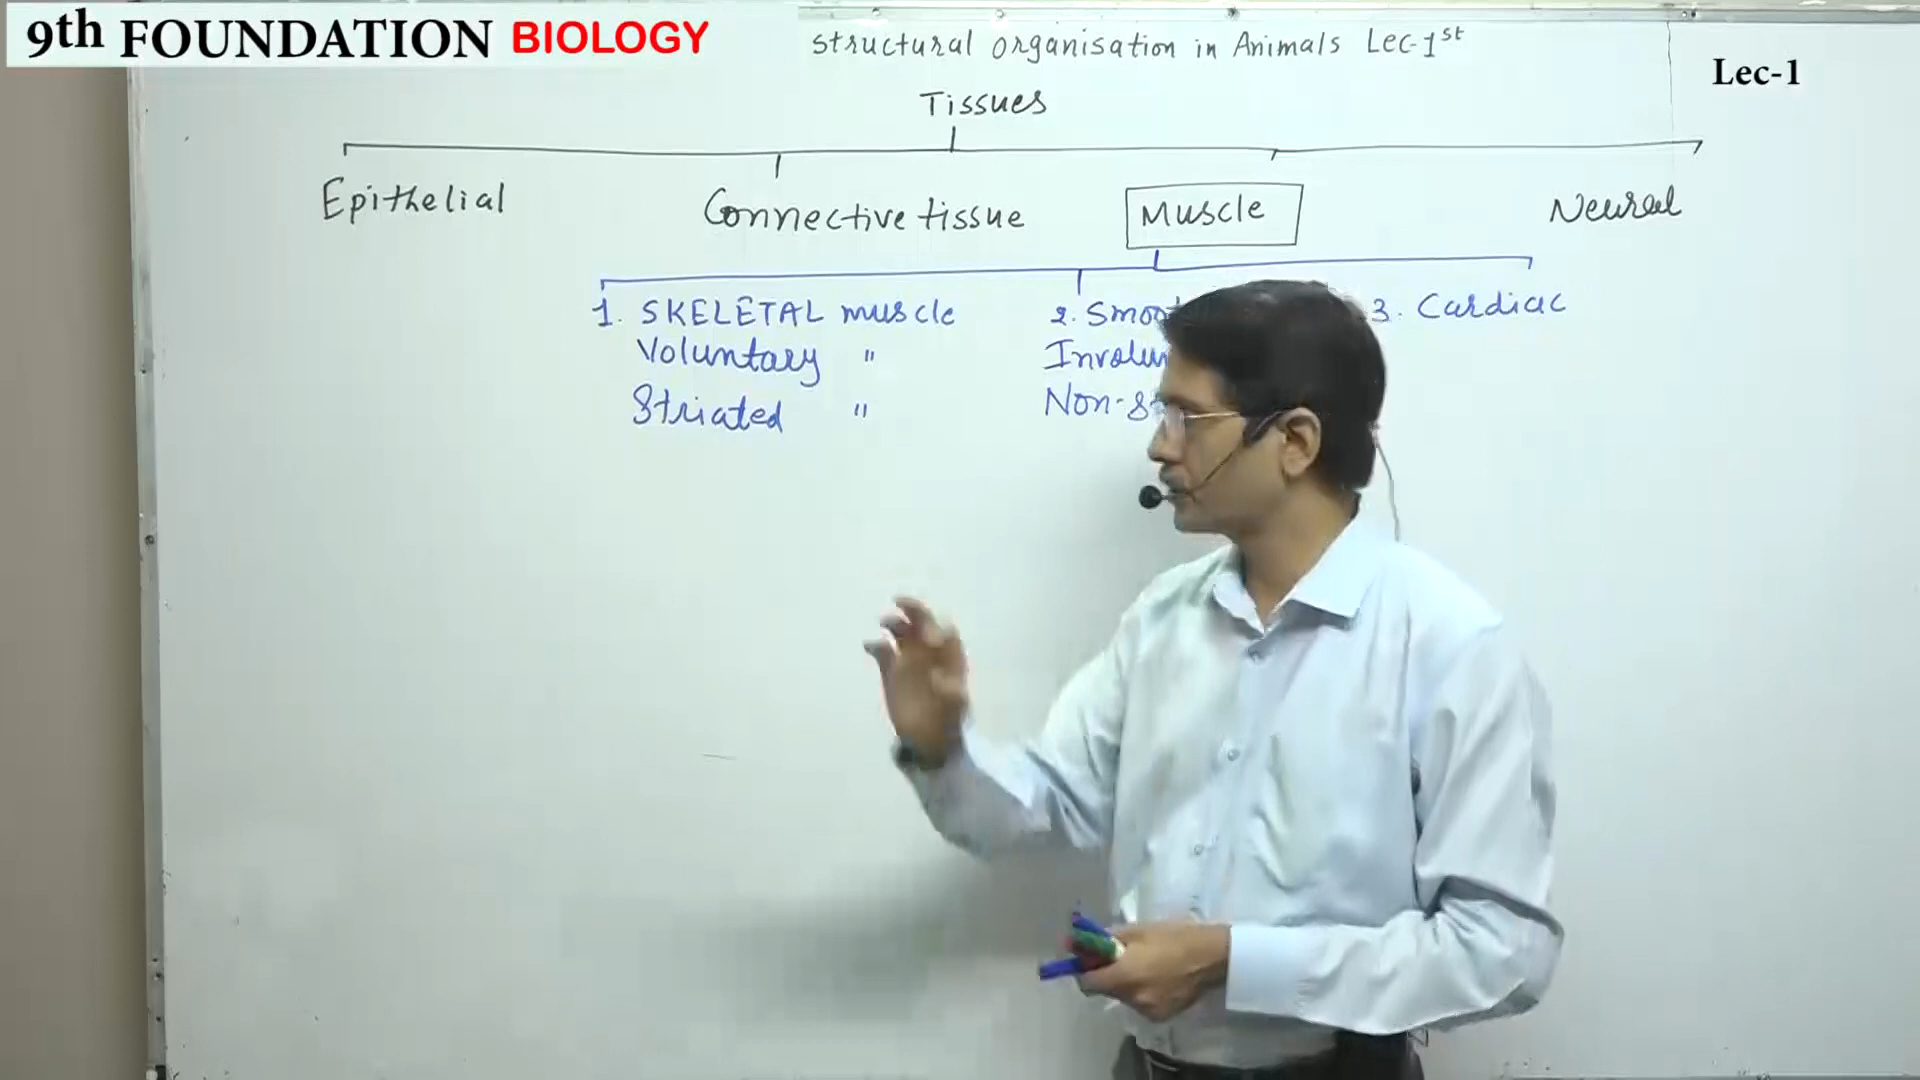 9th FOUNDATION BIOLOGY
Structural organisation in Animals Lec-1st
Lec-1
Tissues
Epithelial Connective tissue Muscle Neural
1. SKELETAL muscle 2. 3. Cardiac
Voluntary "
Striated "